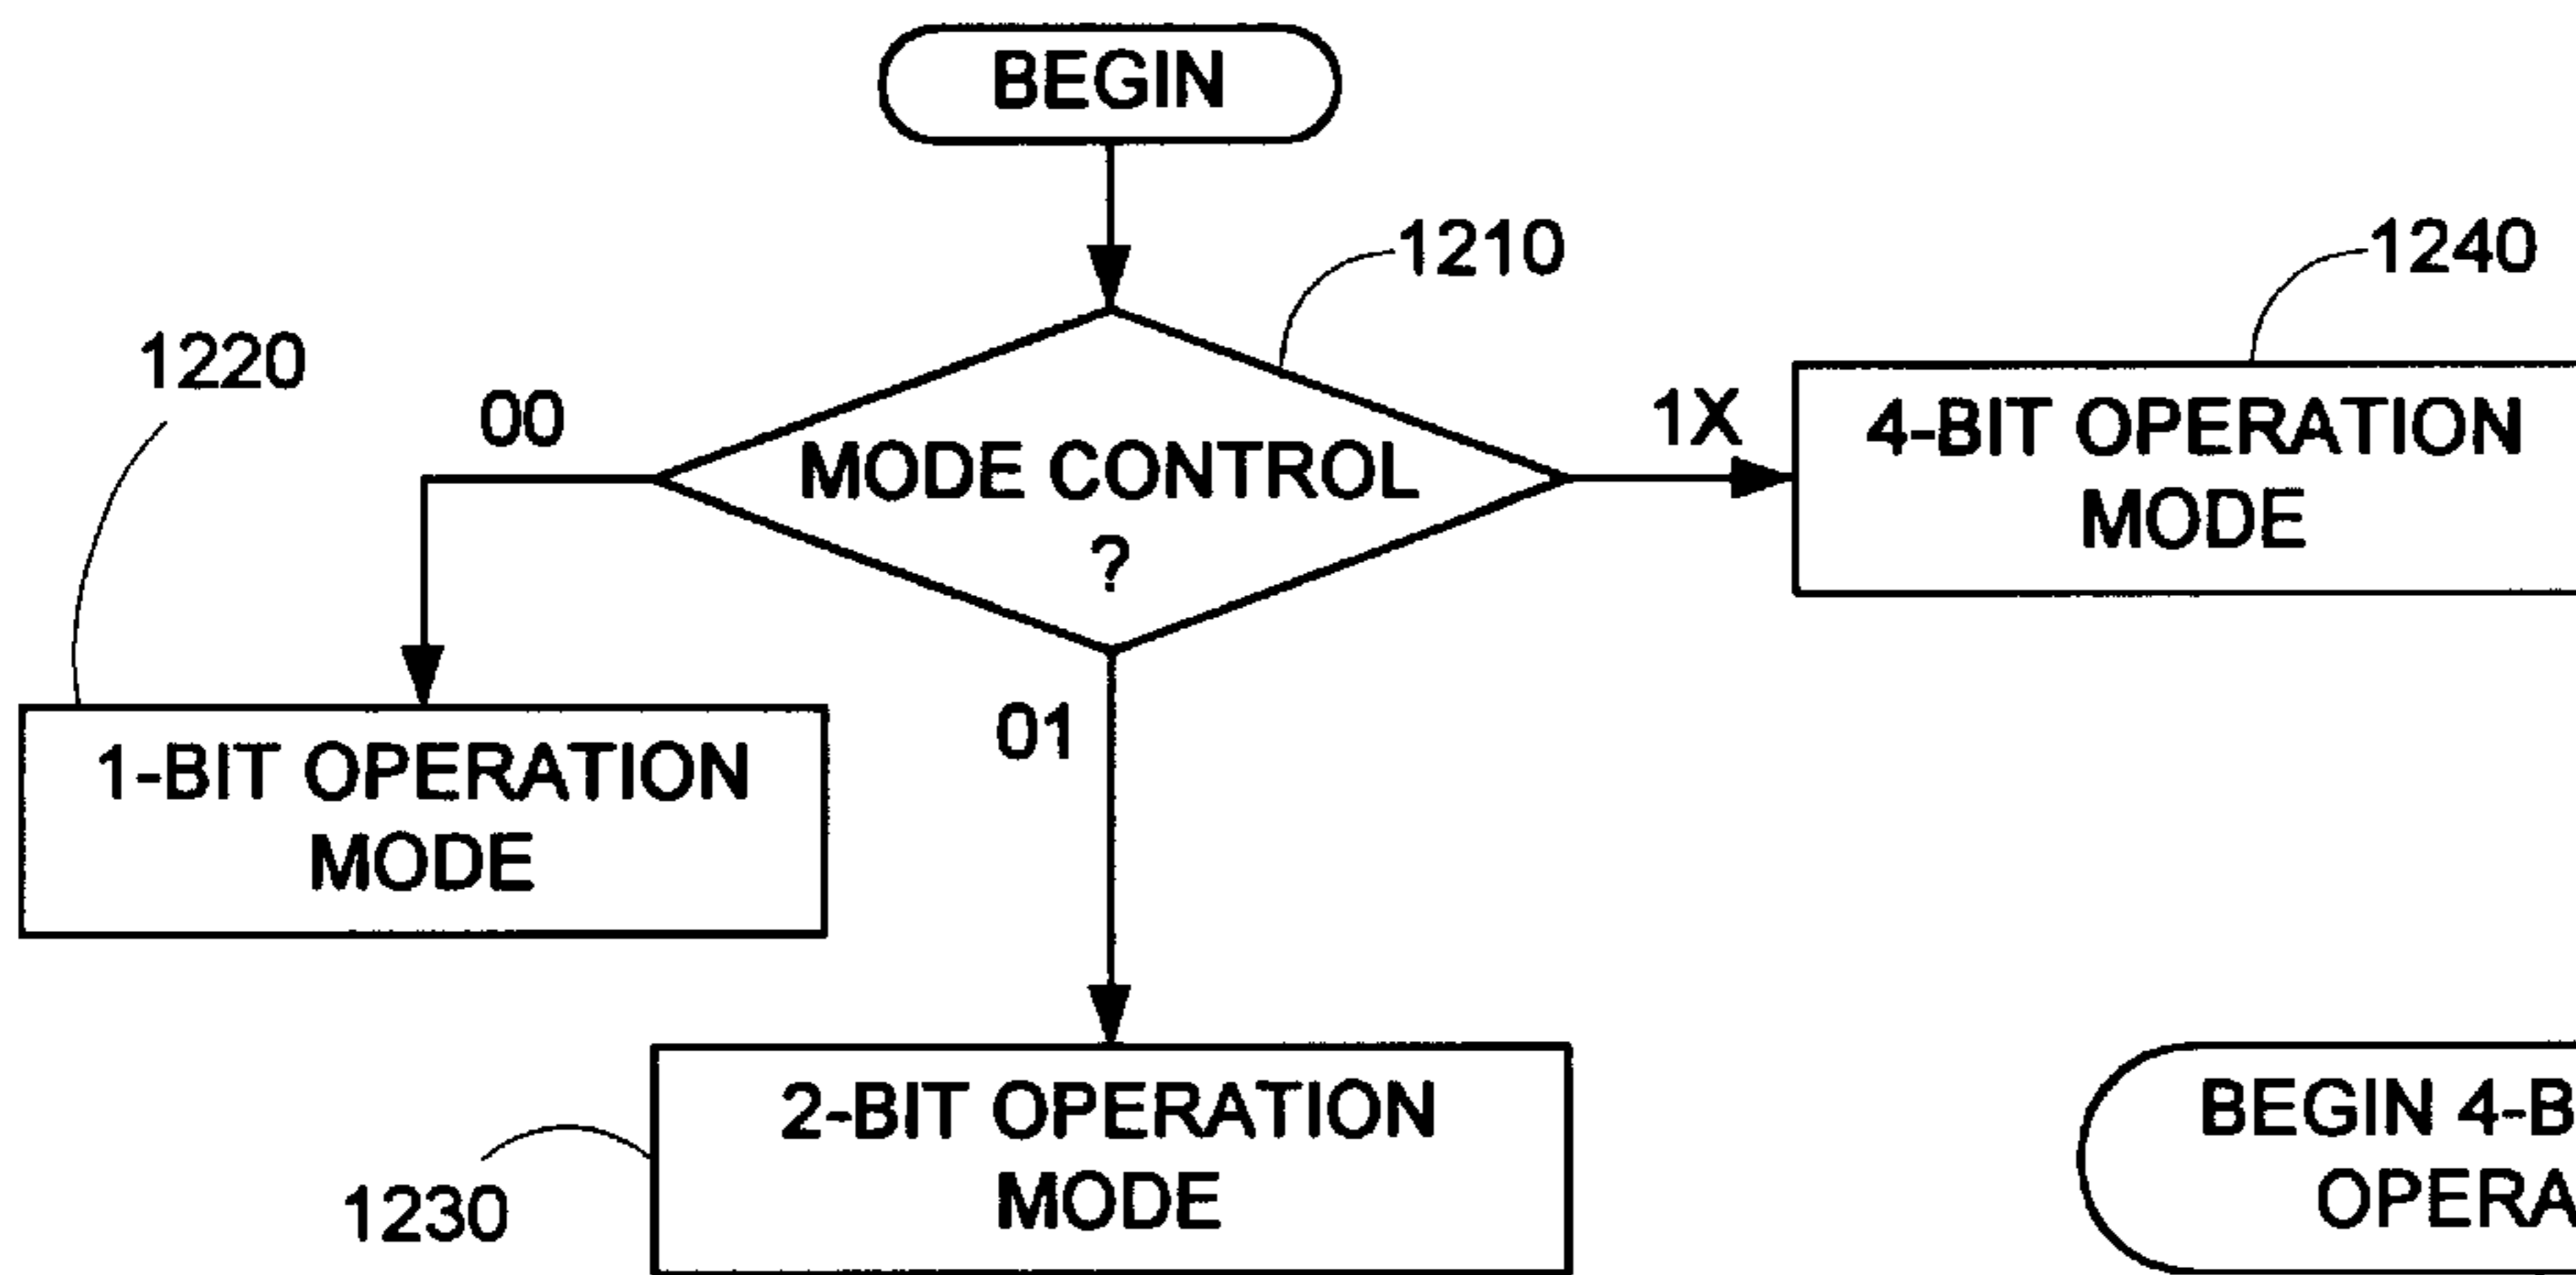 BEGIN
1210
1240
1220
00
MODE CONTROL
?
1X
4-BIT OPERATION
MODE
01
1-BIT OPERATION
MODE
2-BIT OPERATION
MODE
1230
BEGIN 4-B
OPERA